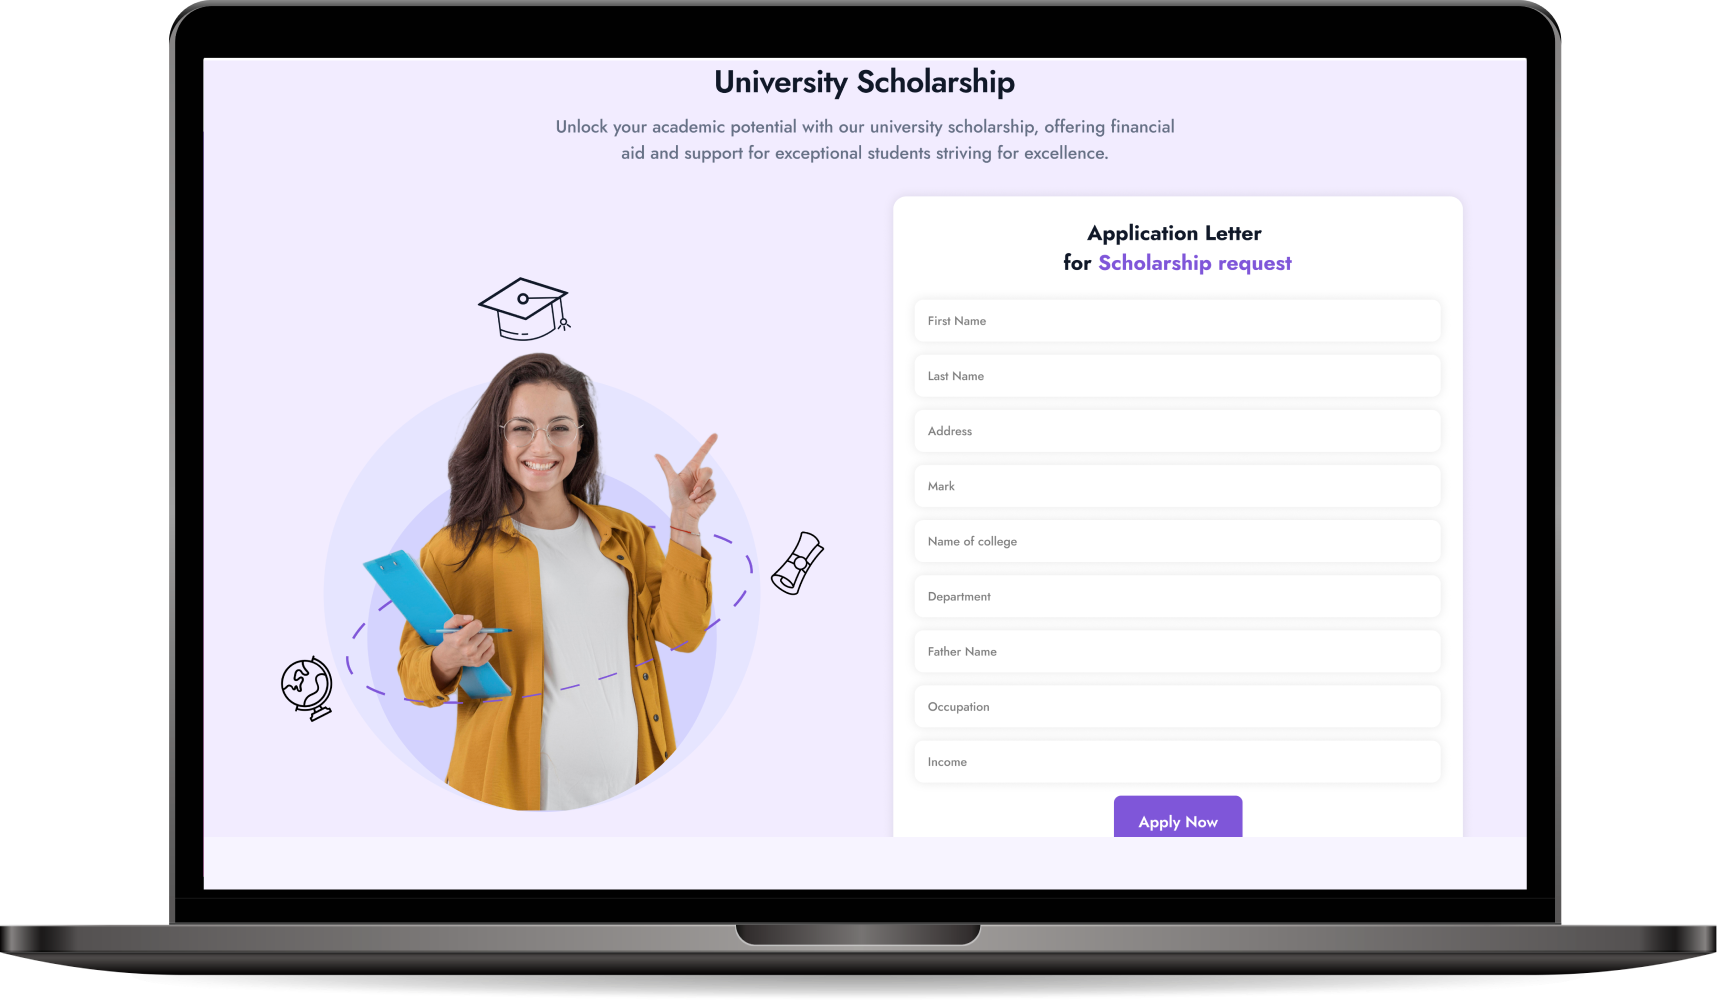 University Scholarship
Unlock your academic potential with our university scholarship, offering financial
aid and support for exceptional students striving for excellence.
Application Letter
for Scholarship request
First Name
Last Name
Address
Mark
Name of college
Department
Father Name
Occupation
Income
Apply Now